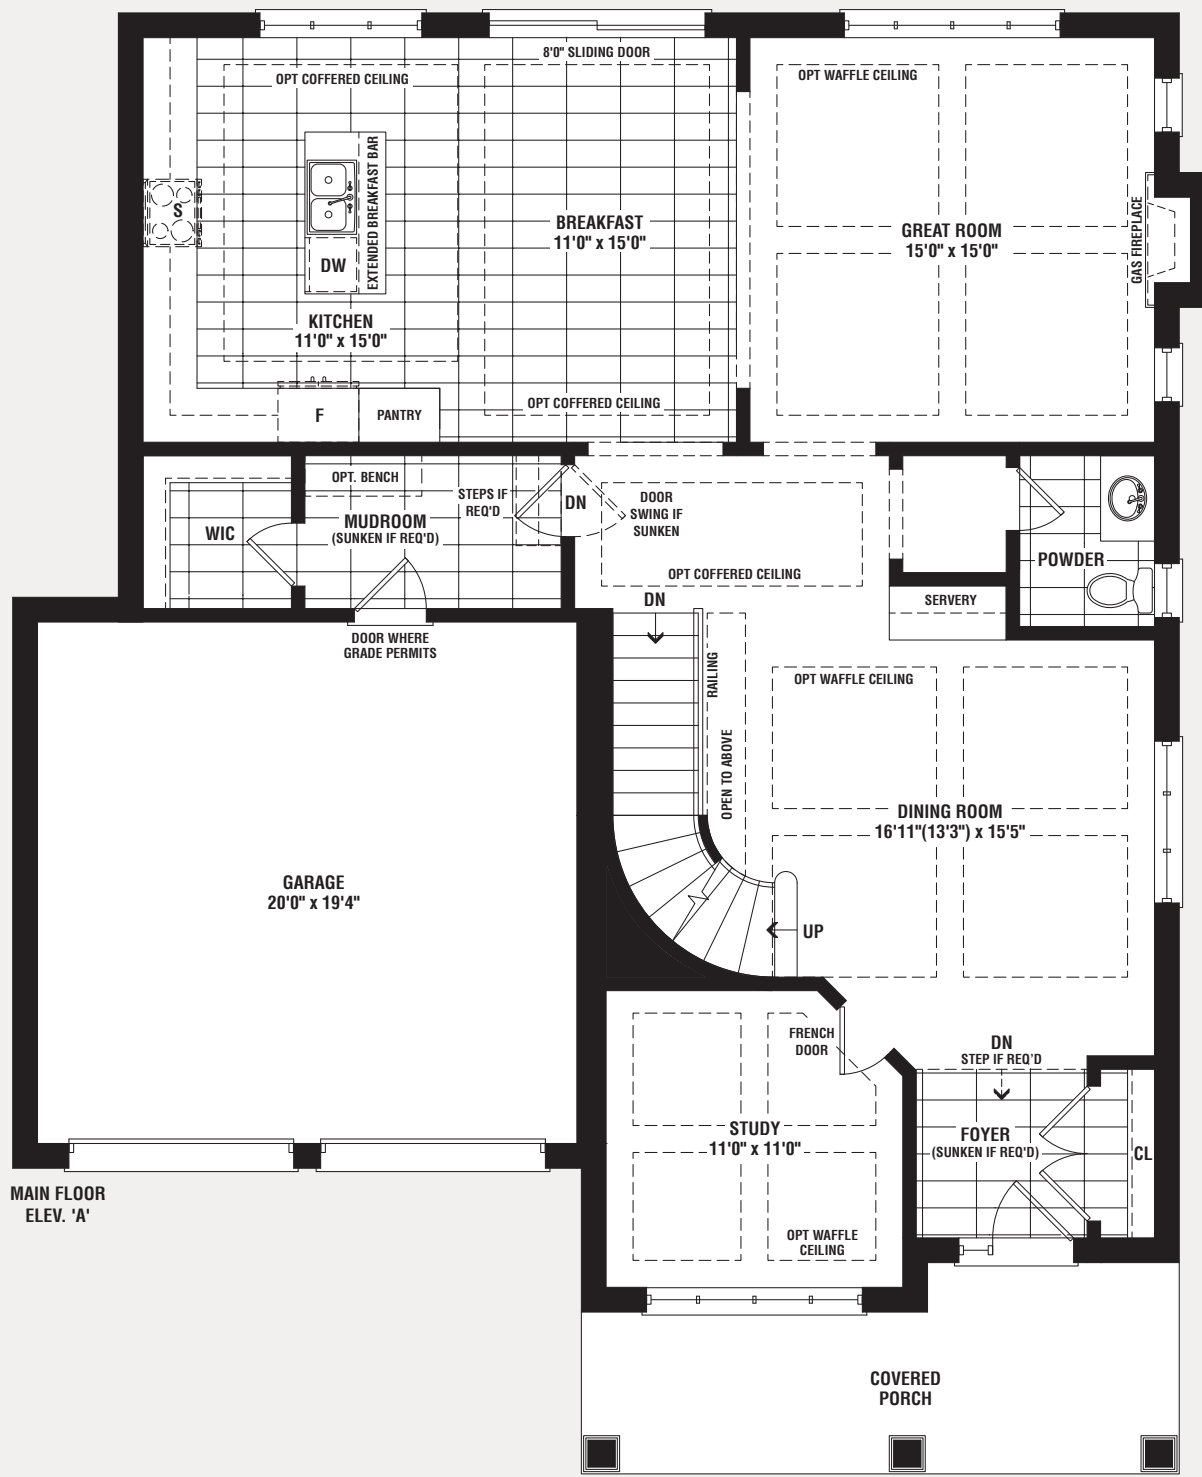 8'0" SLIDING DOOR
OPT COFFERED CEILING
OPT WAFFLE CEILING
EXTENDED BREAKFAST BAR
S
DW
BREAKFAST
11'0" x 15'0"
GREAT ROOM
15'0" x 15'0"
GAS FIREPLACE
KITCHEN
11'0" x 15'0"
F
PANTRY
OPT COFFERED CEILING
OPT. BENCH
STEPS IF
REQ'D
DN
DOOR
SWING IF
SUNKEN
WIC
MUDROOM
(SUNKEN IF REQ'D)
POWDER
OPT COFFERED CEILING
DN
SERVERY
DOOR WHERE
GRADE PERMITS
RAILING
OPT WAFFLE CEILING
OPEN TO ABOVE
DINING ROOM
16'11"(13'3") x 15'5"
GARAGE
20'0" x 19'4"
UP
FRENCH
DOOR
DN
STEP IF REQ'D
STUDY
11'0" x 11'0"
FOYER
(SUNKEN IF REQ'D)
CL
MAIN FLOOR
ELEV. 'A'
OPT WAFFLE
CEILING
COVERED
PORCH